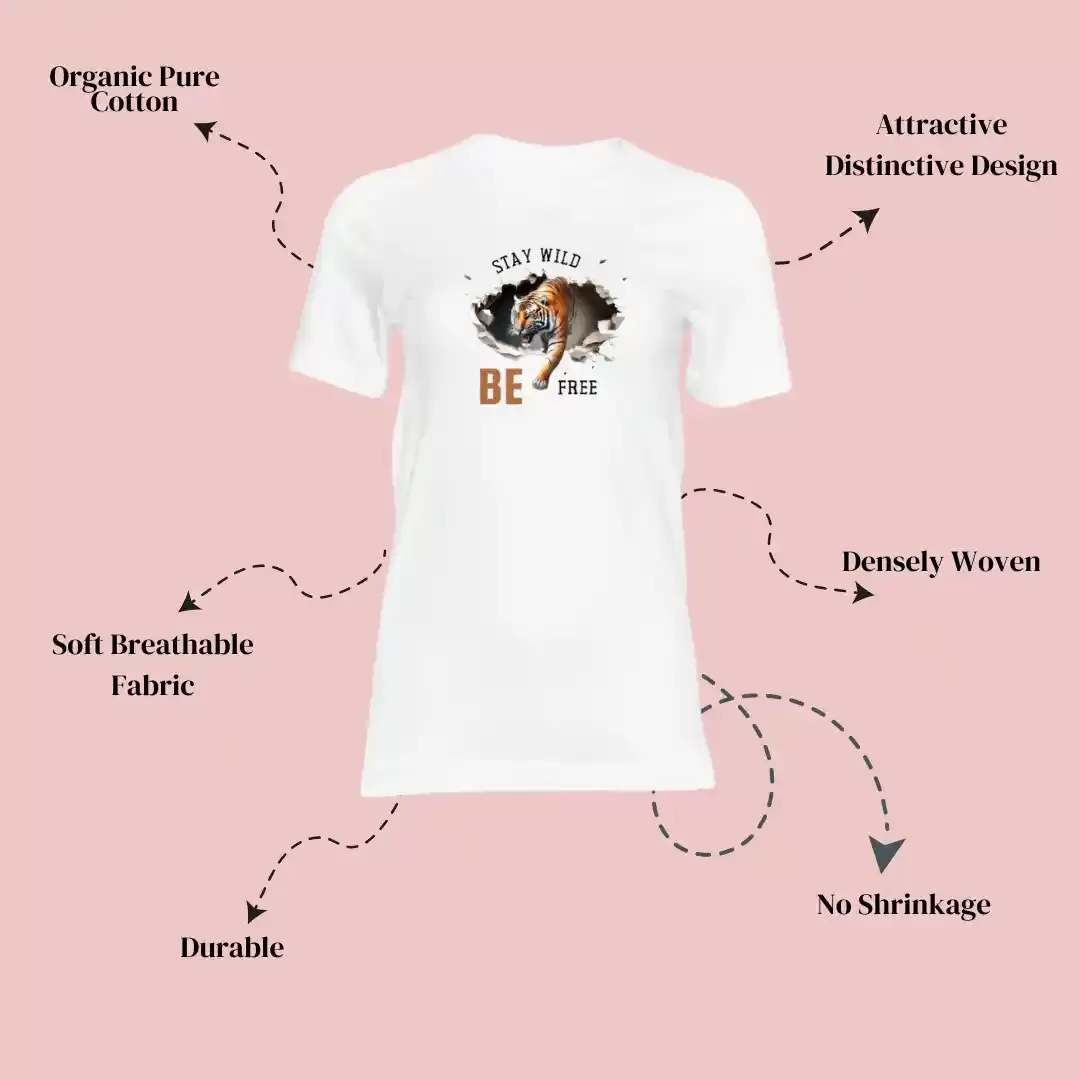 Organic Pure
Cotton
Attractive
Distinctive Design
STAY WILD
BE FREE
Densely Woven
Soft Breathable
Fabric
No Shrinkage
Durable